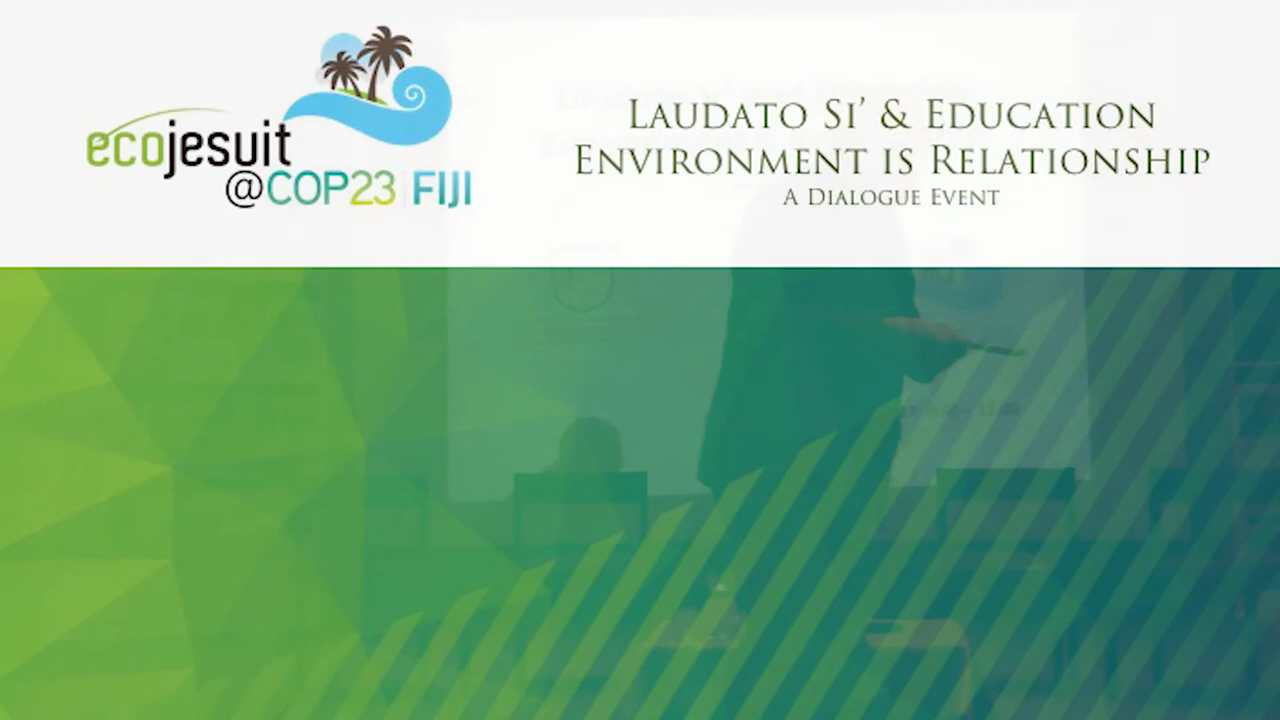 ecojesuit
@COP23 FIJI
LAUDATO SI' & EDUCATION
ENVIRONMENT IS RELATIONSHIP
A DIALOGUE EVENT